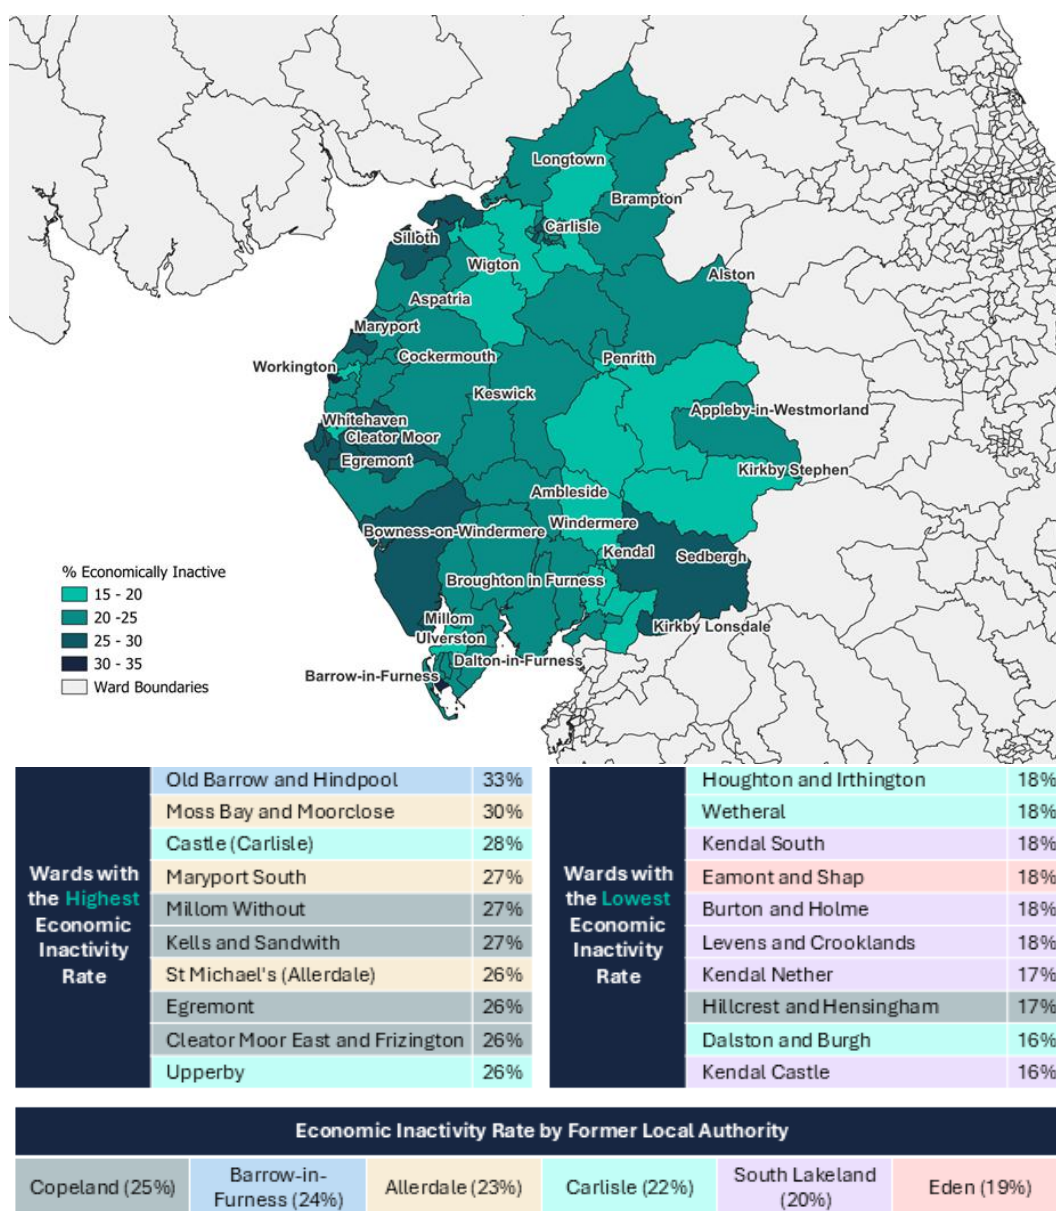 Longtown
Brampton
Carlisle
Silloth
Wigton
Alston
Aspatria
Maryport
Cockermouth
Penrith
Workington
Keswick
Appleby-in-Westmorland
Whitehaven
Cleator Moor
Egremont
Kirkby Stephen
Ambleside
Windermere
Bowness-on-Windermere
Kendal
Sedbergh
Broughton in Furness
Millom
Kirkby Lonsdale
Ulverston
Dalton-in-Furness
Barrow-in-Furness
% Economically Inactive
15 - 20
20 -25
25 - 30
30 - 35
Ward Boundaries
Wards with
the Highest
Economic
Inactivity
Rate
Old Barrow and Hindpool 33%
Moss Bay and Moorclose 30%
Castle (Carlisle) 28%
Maryport South 27%
Millom Without 27%
Kells and Sandwith 27%
St Michael's (Allerdale) 26%
Egremont 26%
Cleator Moor East and Frizington 26%
Upperby 26%
Wards with
the Lowest
Economic
Inactivity
Rate
Houghton and Irthington 18%
Wetheral 18%
Kendal South 18%
Eamont and Shap 18%
Burton and Holme 18%
Levens and Crooklands 18%
Kendal Nether 17%
Hillcrest and Hensingham 17%
Dalston and Burgh 16%
Kendal Castle 16%
Economic Inactivity Rate by Former Local Authority
Copeland (25%)
Barrow-in-
Furness (24%)
Allerdale (23%)
Carlisle (22%)
South Lakeland
(20%)
Eden (19%)